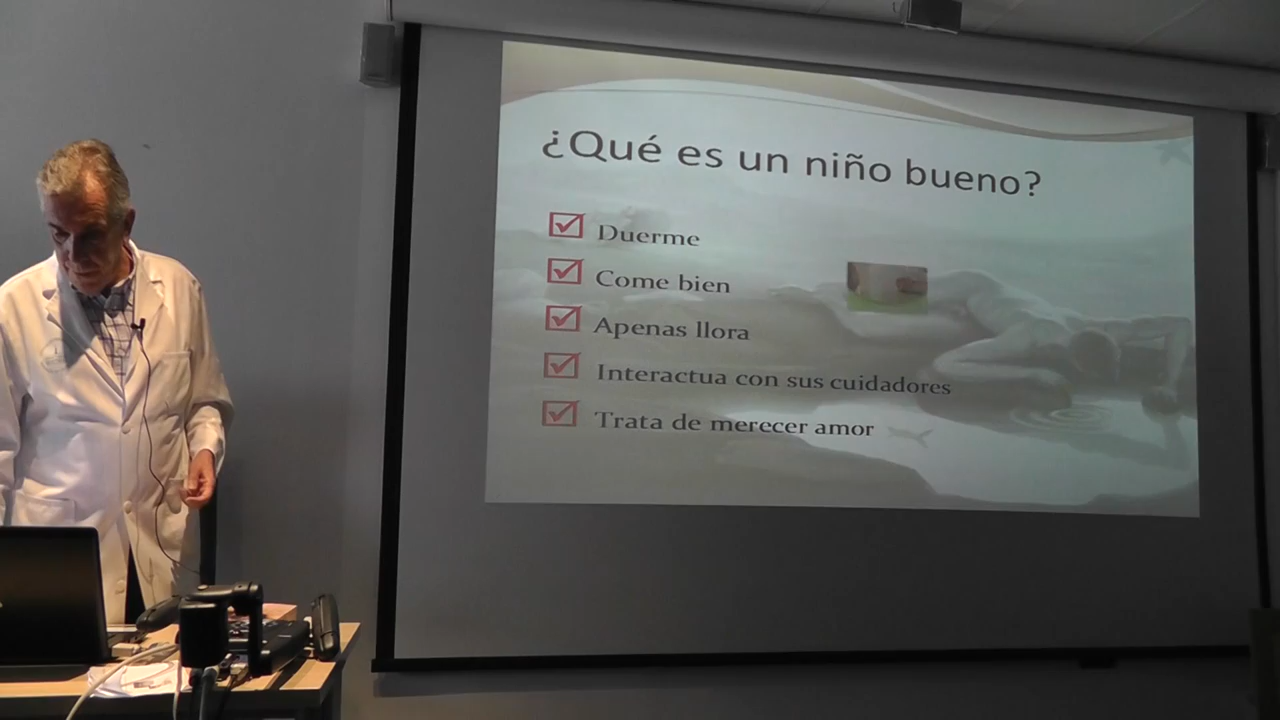 ¿Qué es un niño bueno?
Duerme
Come bien
Apenas llora
Interactua con sus cuidadores
Trata de merecer amor